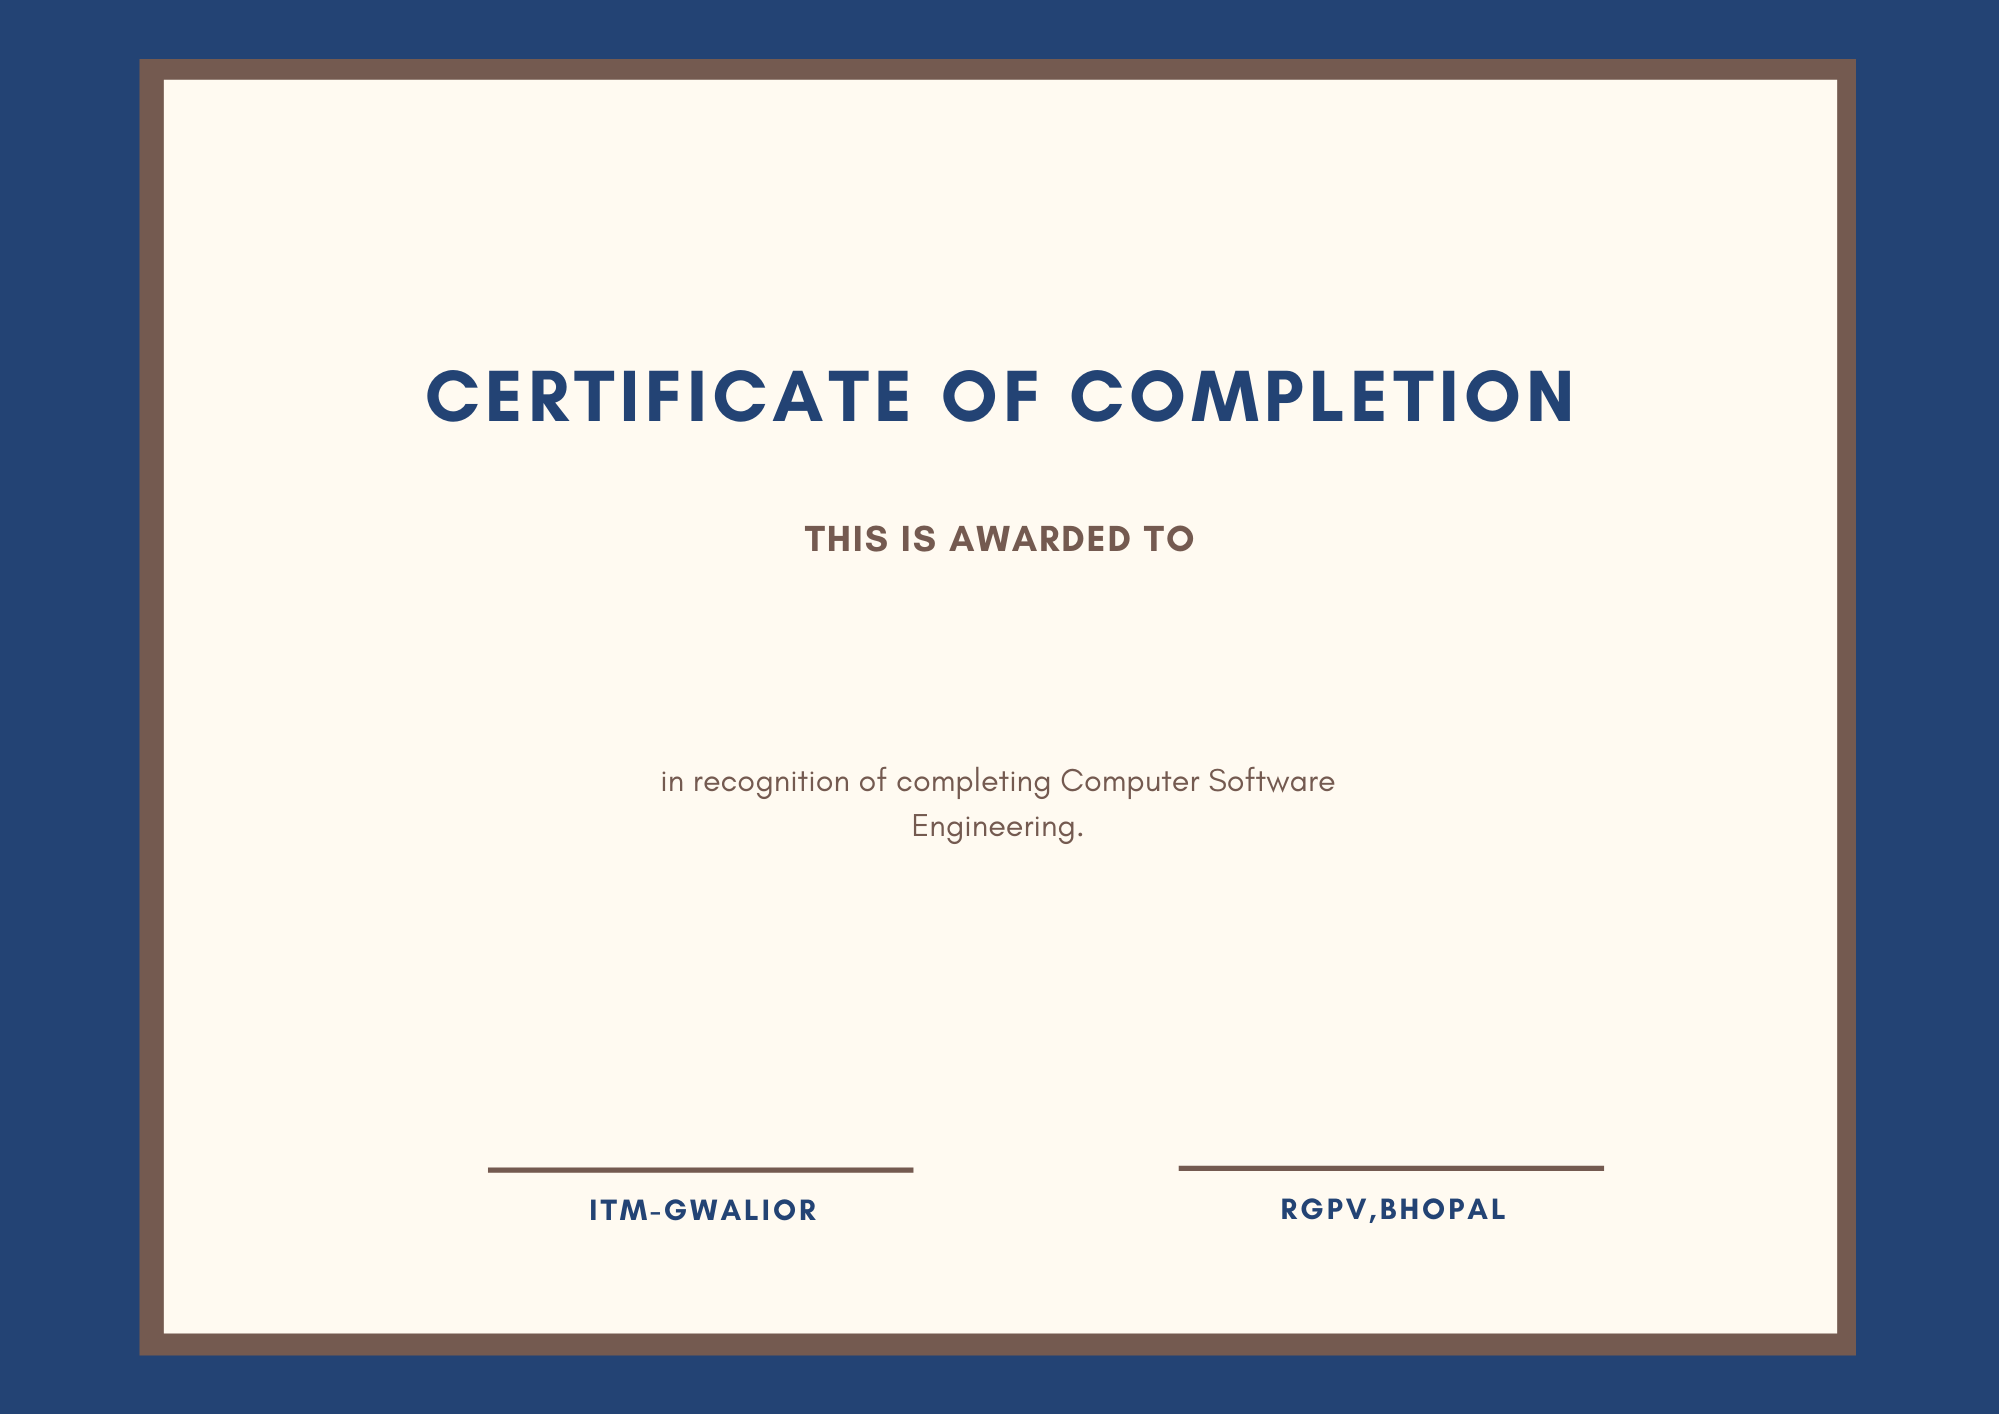 CERTIFICATE OF COMPLETION
THIS IS AWARDED TO
in recognition of completing Computer Software
Engineering.
ITM-GWALIOR
RGPV,BHOPAL